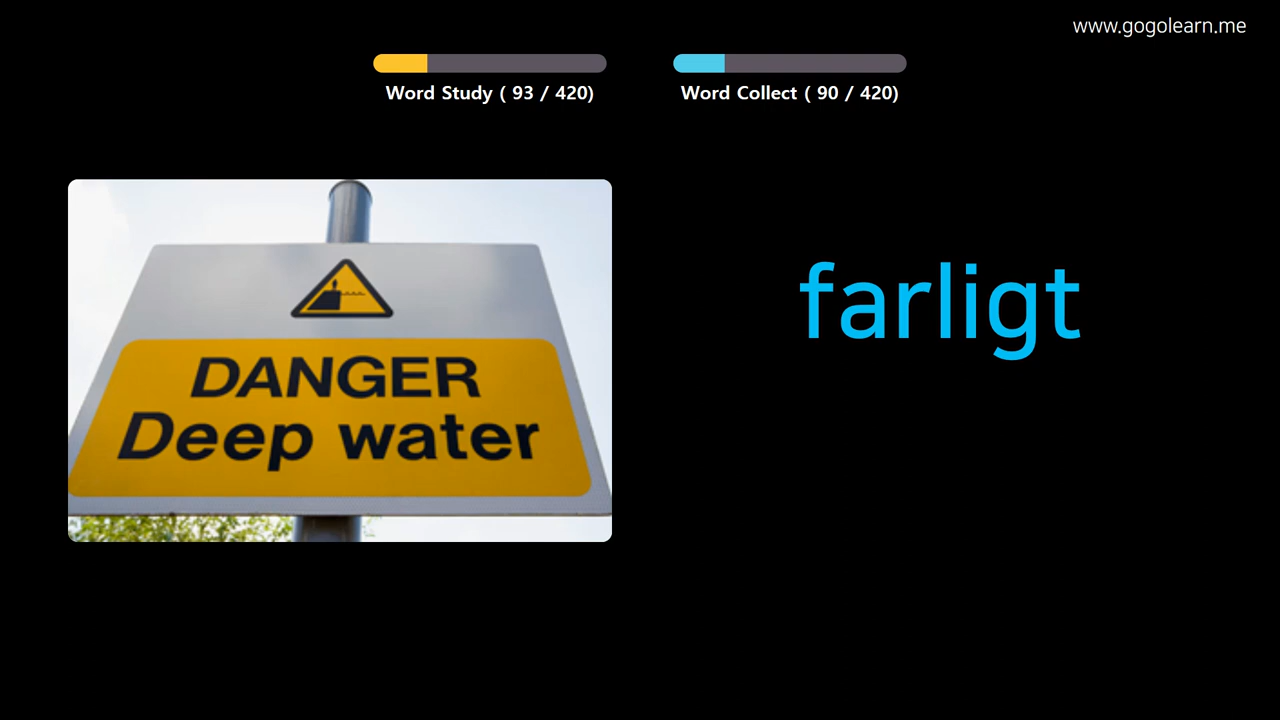 www.gogolearn.me
Word Study ( 93 / 420)
Word Collect ( 90 / 420)
DANGER
Deep water
farligt